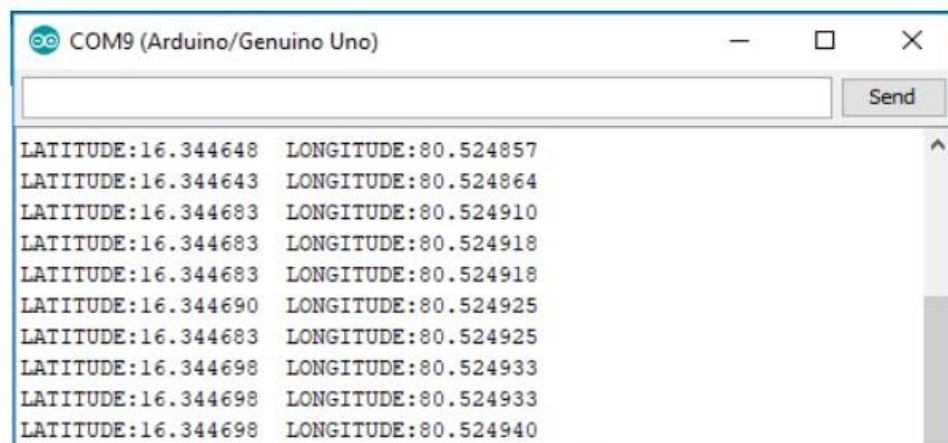 COM9 (Arduino/Genuino Uno)
Send
LATITUDE:16.344648 LONGITUDE:80.524857
LATITUDE:16.344643 LONGITUDE:80.524864
LATITUDE:16.344683 LONGITUDE:80.524910
LATITUDE:16.344683 LONGITUDE:80.524918
LATITUDE:16.344683 LONGITUDE:80.524918
LATITUDE:16.344690 LONGITUDE:80.524925
LATITUDE:16.344683 LONGITUDE:80.524925
LATITUDE:16.344698 LONGITUDE:80.524933
LATITUDE:16.344698 LONGITUDE:80.524933
LATITUDE:16.344698 LONGITUDE:80.524940